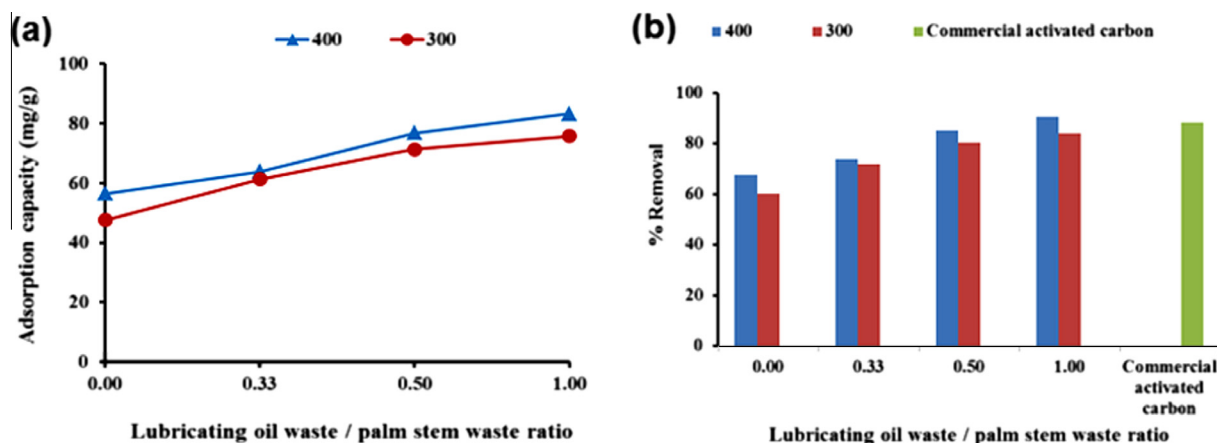 (a)
400 300
Adsorption capacity (mg/g)
100
80
60
40
20
0
0.00 0.33 0.50 1.00
Lubricating oil waste / palm stem waste ratio
(b)
400 300 Commercial activated carbon
% Removal
100
80
60
40
20
0
0.00 0.33 0.50 1.00 Commercial
activated
carbon
Lubricating oil waste / palm stem waste ratio